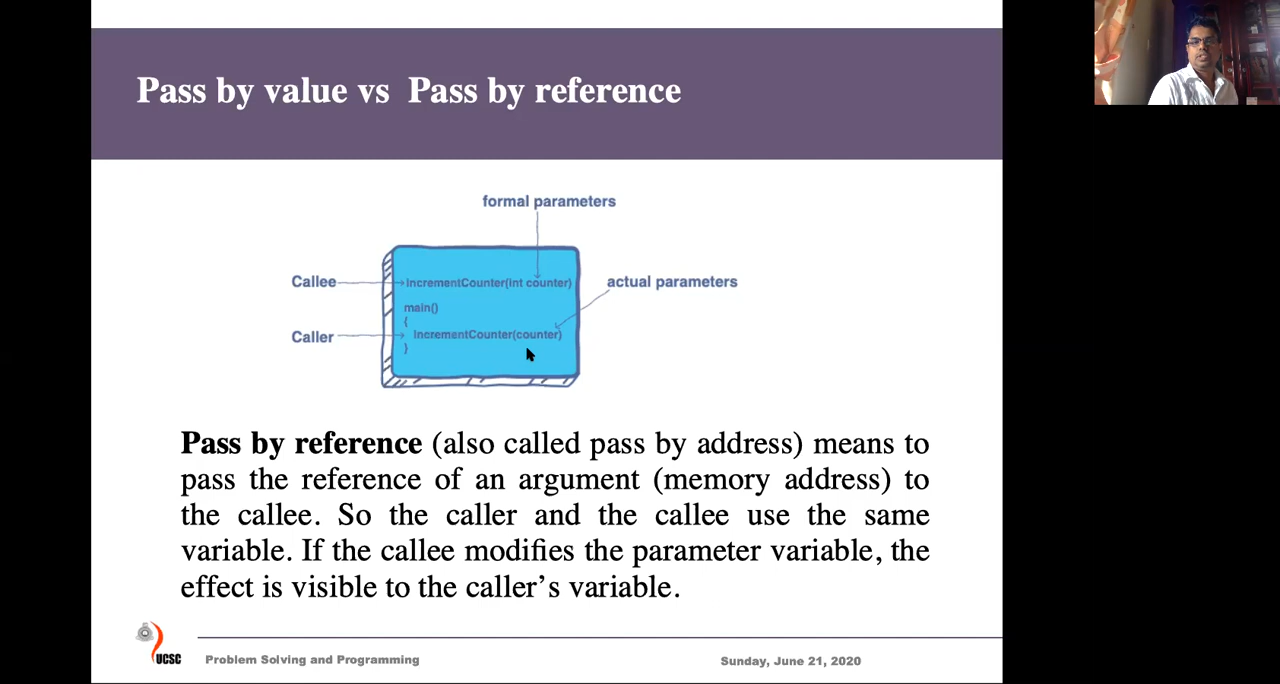 Pass by value vs Pass by reference
formal parameters
Callee
IncrementCounter(int counter)
actual parameters
main()
{
Caller
IncrementCounter(counter)
}
Pass by reference (also called pass by address) means to
pass the reference of an argument (memory address) to
the callee. So the caller and the callee use the same
variable. If the callee modifies the parameter variable, the
effect is visible to the caller’s variable.
UCSC
Problem Solving and Programming
Sunday, June 21, 2020